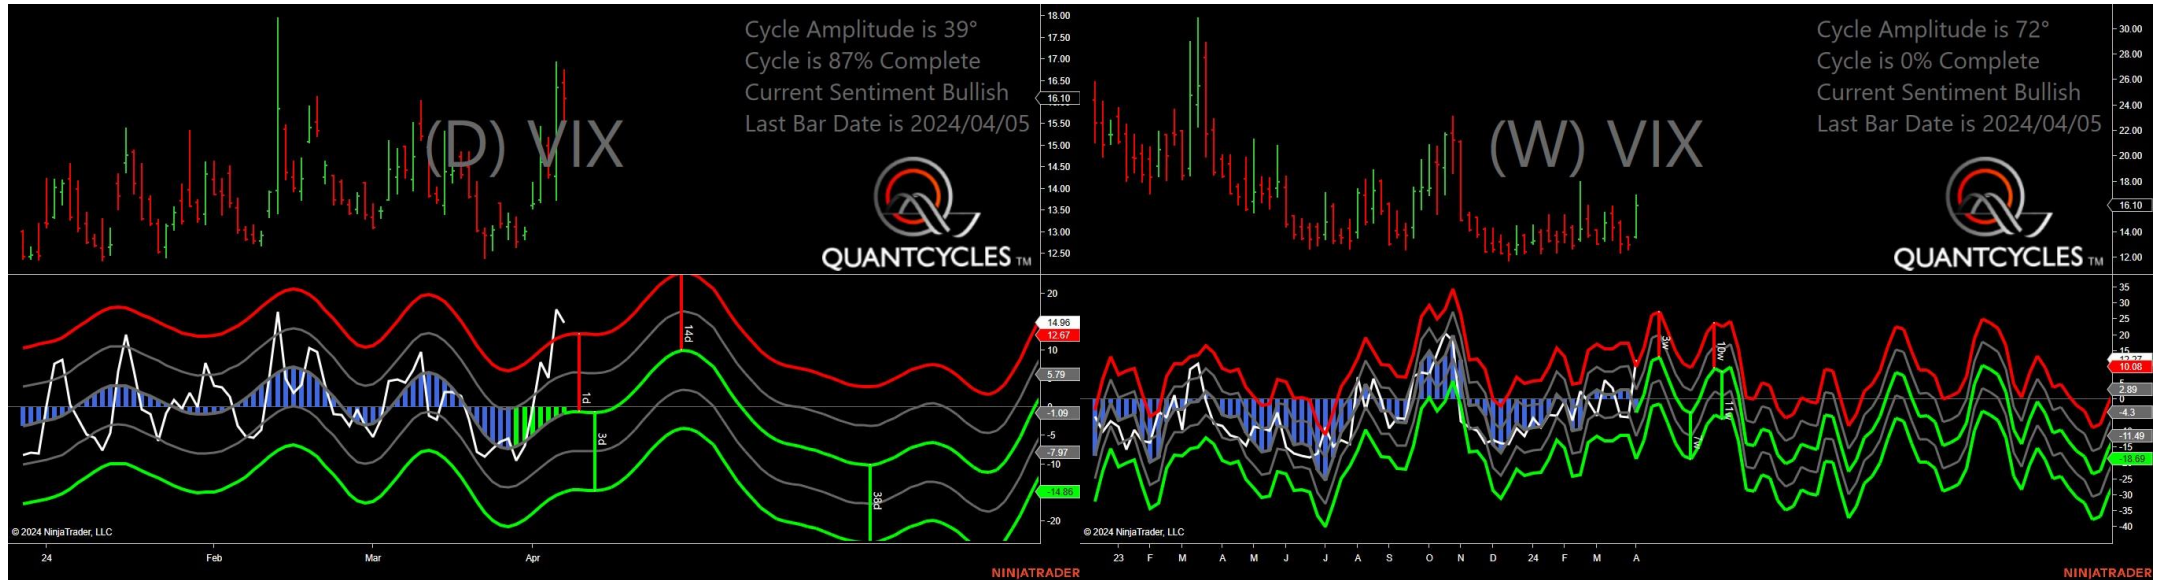 Cycle Amplitude is 39°
Cycle is 87% Complete
Current Sentiment Bullish
Last Bar Date is 2024/04/05
(D) VIX
QUANTCYCLES TM
18.00
17.50
17.00
16.50
16.10
15.50
15.00
14.50
14.00
13.50
13.00
12.50
20
14.96
12.67
10
5.79
0
-1.09
-5
-7.97
-10
-14.86
-20
1d
3d
14d
38d
© 2024 NinjaTrader, LLC
24 Feb Mar Apr
NINJATRADER
Cycle Amplitude is 72°
Cycle is 0% Complete
Current Sentiment Bullish
Last Bar Date is 2024/04/05
(W) VIX
QUANTCYCLES TM
30.00
28.00
26.00
24.00
22.00
20.00
18.00
16.10
14.00
12.00
35
30
25
20
15
10.08
5
2.89
0
-4.3
-11.49
-15
-18.69
-25
-30
-35
-40
3w
7w
10w
11w
© 2024 NinjaTrader, LLC
23 F M A M J J A S O N D 24 F M A
NINJATRADER